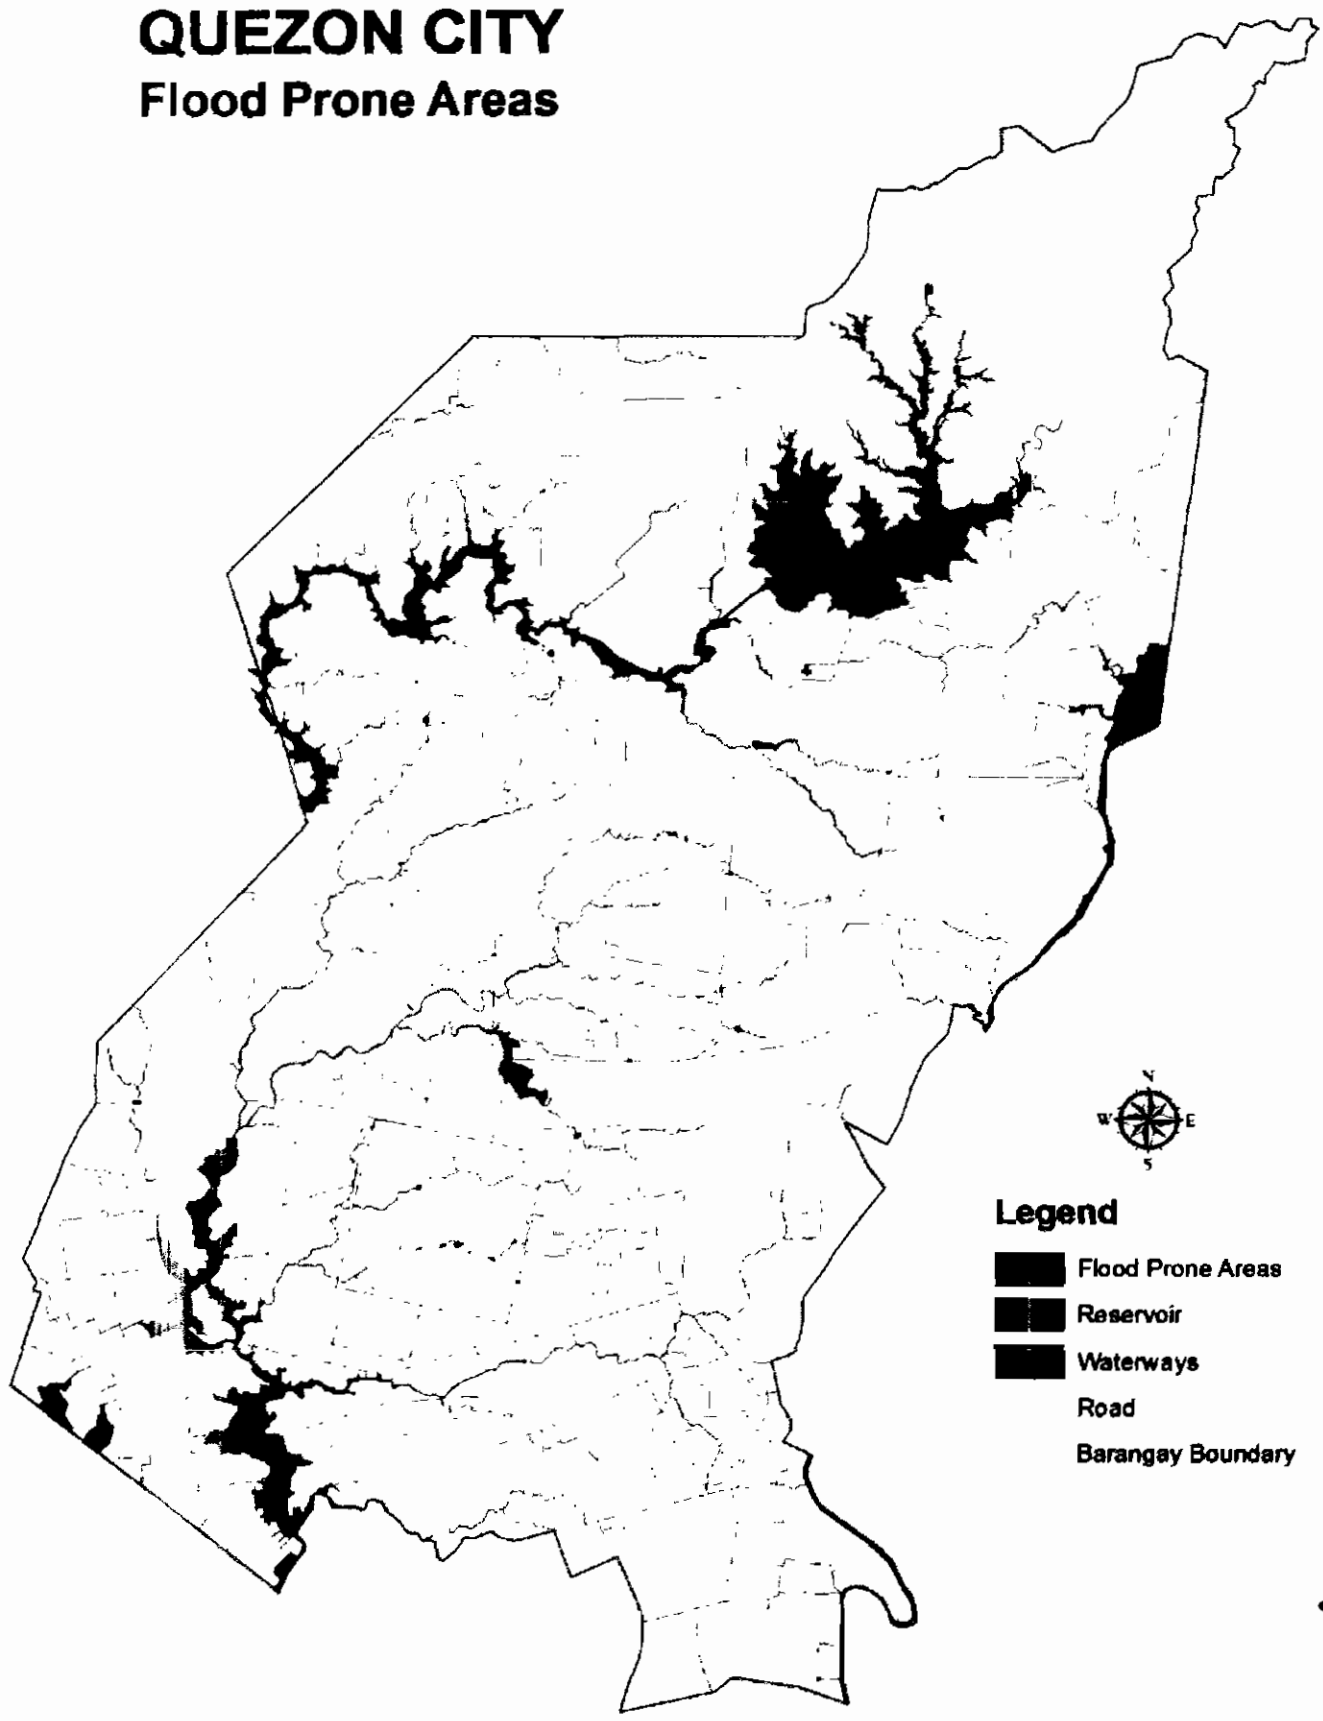 QUEZON CITY
Flood Prone Areas
N
W E
S
Legend
Flood Prone Areas
Reservoir
Waterways
Road
Barangay Boundary